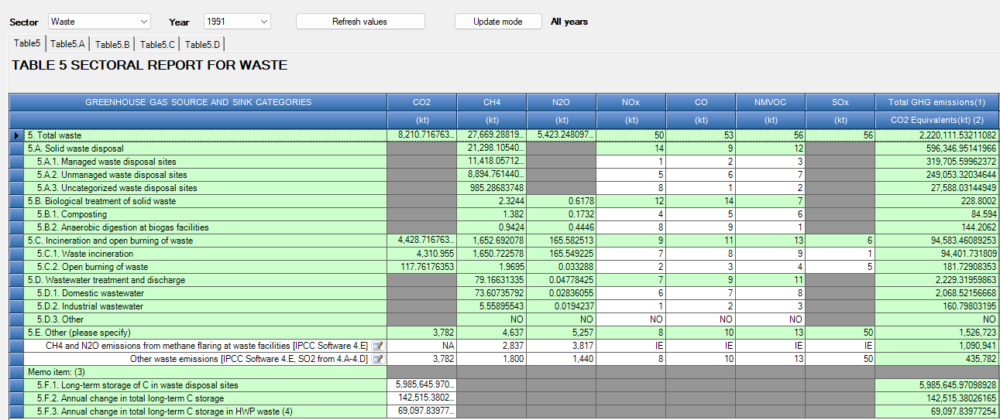 Sector Waste Year 1991 Refresh values Update mode All years
Table5 Table5.A Table5.B Table5.C Table5.D
TABLE 5 SECTORAL REPORT FOR WASTE
GREENHOUSE GAS SOURCE AND SINK CATEGORIES CO2 CH4 N2O NOx CO NMVOC SOx Total GHG emissions(1)
(kt) (kt) (kt) (kt) (kt) (kt) (kt) CO2 Equivalents(kt) (2)
5. Total waste 8,210.716763... 27,669.28819... 5,423.248097... 50 53 56 56 2,220,111.53211082
5.A. Solid waste disposal 21,298.10540... 14 9 12 596,346.95141966
5.A.1. Managed waste disposal sites 11,418.05712... 1 2 3 319,705.59962372
5.A.2. Unmanaged waste disposal sites 8,894.761440... 5 6 7 249,053.32034644
5.A.3. Uncategorized waste disposal sites 985.28683748 8 1 2 27,588.03144949
5.B. Biological treatment of solid waste 2.3244 0.6178 12 14 7 228.8002
5.B.1. Composting 1.382 0.1732 4 5 6 84.594
5.B.2. Anaerobic digestion at biogas facilities 0.9424 0.4446 8 9 1 144.2062
5.C. Incineration and open burning of waste 4,428.716763... 1,652.692078 165.582513 9 11 13 6 94,583.46089253
5.C.1. Waste incineration 4,310.955 1,650.722578 165.549225 7 8 9 1 94,401.731809
5.C.2. Open burning of waste 117.76176353 1.9695 0.033288 2 3 4 5 181.72908353
5.D. Wastewater treatment and discharge 79.16631335 0.04778425 7 9 11 2,229.31959863
5.D.1. Domestic wastewater 73.60735792 0.02836055 6 7 8 2,068.52156668
5.D.2. Industrial wastewater 5.55895543 0.0194237 1 2 3 160.79803195
5.D.3. Other NO NO NO NO NO NO
5.E. Other (please specify) 3,782 4,637 5,257 8 10 13 50 1,526,723
CH4 and N2O emissions from methane flaring at waste facilities [IPCC Software 4.E] NA 2,837 3,817 IE IE IE IE 1,090,941
Other waste emissions [IPCC Software 4.E, SO2 from 4.A-4.D] 3,782 1,800 1,440 8 10 13 50 435,782
Memo item: (3)
5.F.1. Long-term storage of C in waste disposal sites 5,985,645.970... 5,985,645.97098928
5.F.2. Annual change in total long-term C storage 142,515.3802... 142,515.38026165
5.F.3. Annual change in total long-term C storage in HWP waste (4) 69,097.83977... 69,097.83977254